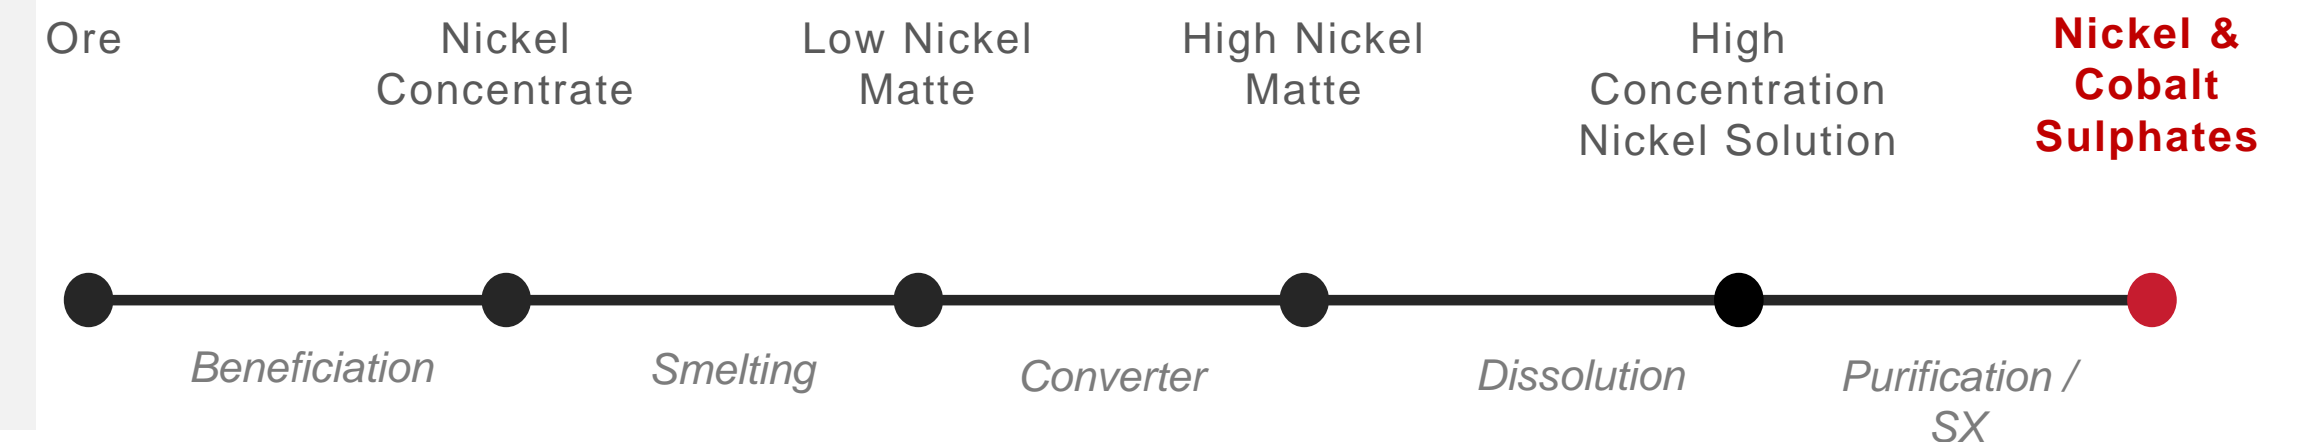 Ore
Nickel
Concentrate
Low Nickel
Matte
High Nickel
Matte
High
Concentration
Nickel Solution
Nickel &
Cobalt
Sulphates
Beneficiation
Smelting
Converter
Dissolution
Purification /
SX